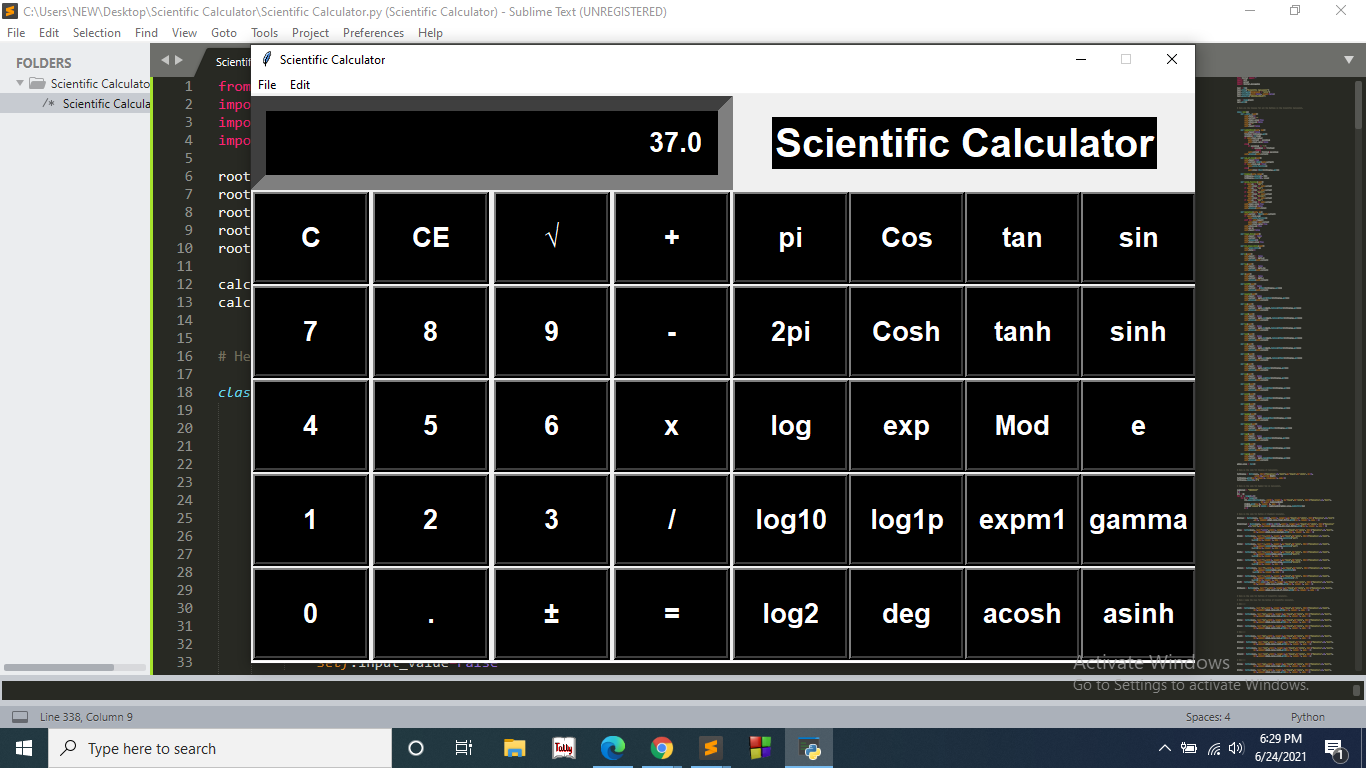 C:\Users\NEW\Desktop\Scientific Calculator\Scientific Calculator.py (Scientific Calculator) - Sublime Text (UNREGISTERED)
File Edit Selection Find View Goto Tools Project Preferences Help
FOLDERS
Scientific Calculato
/* Scientific Calcula
Scientif
Scientific Calculator
File Edit
37.0
Scientific Calculator
C CE √ + pi Cos tan sin
7 8 9 - 2pi Cosh tanh sinh
4 5 6 x log exp Mod e
1 2 3 / log10 log1p expm1 gamma
0 . ± = log2 deg acosh asinh
1 from
2 impo
3 impo
4 impo
5
6 root
7 root
8 root
9 root
10 root
11
12 calc
13 calc
14
15
16 # He
17
18 clas
19
20
21
22
23
24
25
26
27
28
29
30
31
32
33 self.input_value=False
Activate Windows
Go to Settings to activate Windows.
Line 338, Column 9 Spaces: 4 Python
Type here to search
Tally
6:29 PM
6/24/2021
1